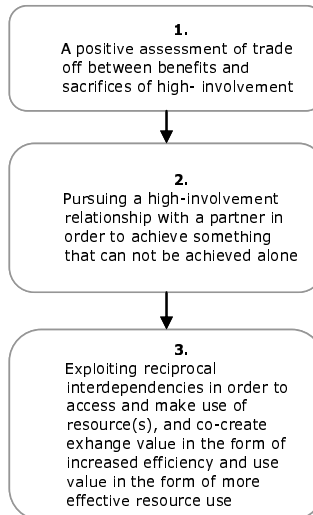 1.
A positive assessment of trade
off between benefits and
sacrifices of high- involvement
2.
Pursuing a high-involvement
relationship with a partner in
order to achieve something
that can not be achieved alone
3.
Exploiting reciprocal
interdependencies in order to
access and make use of
resource(s), and co-create
exhange value in the form of
increased efficiency and use
value in the form of more
effective resource use